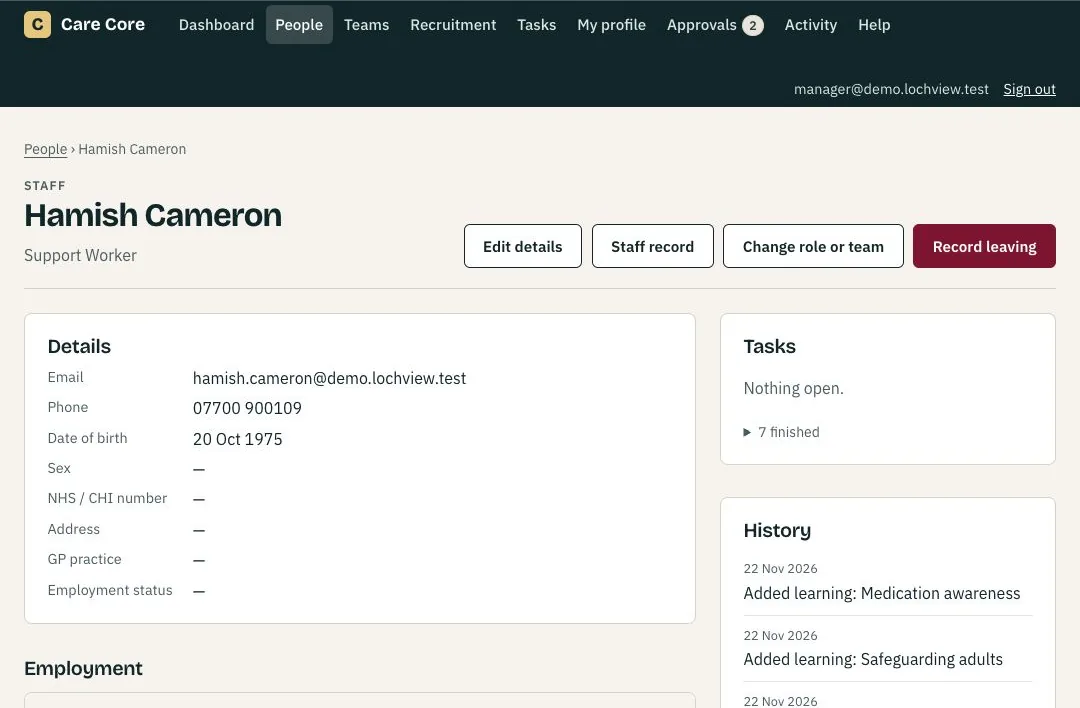 C Care Core Dashboard People Teams Recruitment Tasks My profile Approvals 2 Activity Help
manager@demo.lochview.test Sign out
People › Hamish Cameron
STAFF
Hamish Cameron
Support Worker
Edit details Staff record Change role or team Record leaving
Details
Email hamish.cameron@demo.lochview.test
Phone 07700 900109
Date of birth 20 Oct 1975
Sex —
NHS / CHI number —
Address —
GP practice —
Employment status —
Employment
Tasks
Nothing open.
7 finished
History
22 Nov 2026
Added learning: Medication awareness
22 Nov 2026
Added learning: Safeguarding adults
22 Nov 2026